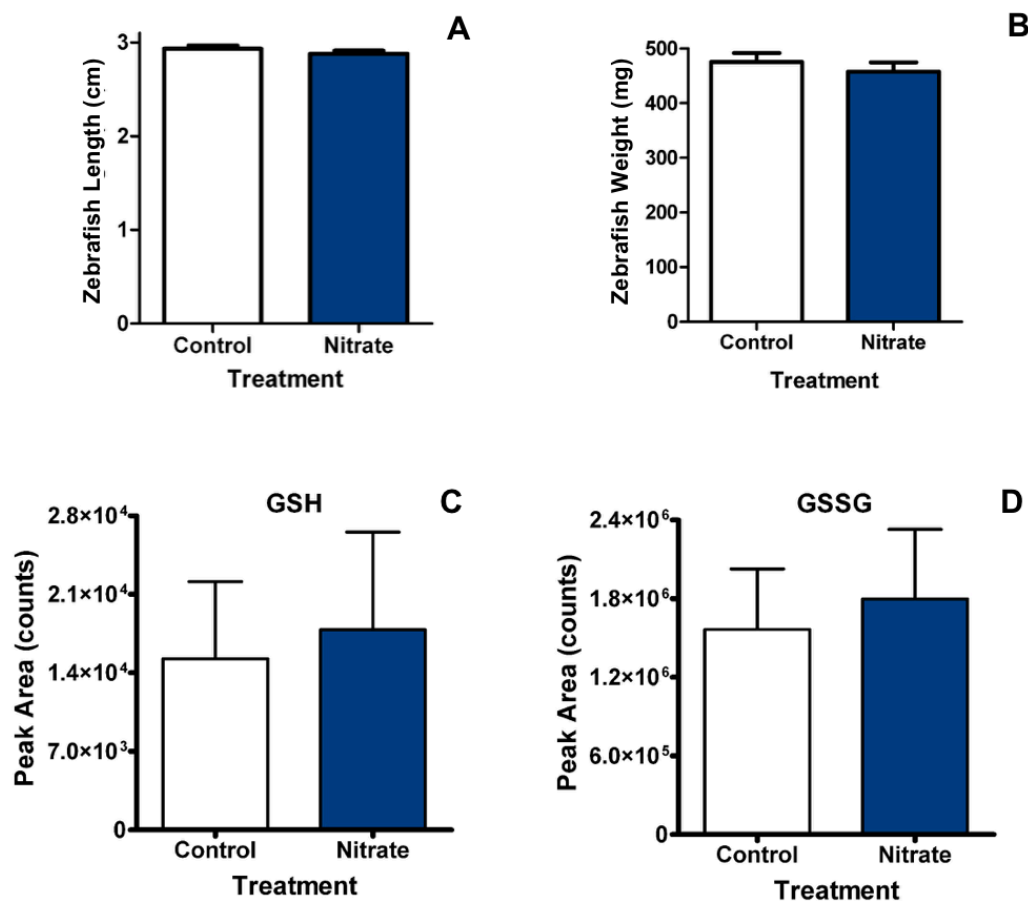 A
Zebrafish Length (cm)
3
2
1
0
Control Nitrate
Treatment
B
Zebrafish Weight (mg)
500
400
300
200
100
0
Control Nitrate
Treatment
GSH
C
Peak Area (counts)
2.8×10⁴
2.1×10⁴
1.4×10⁴
7.0×10³
0
Control Nitrate
Treatment
GSSG
D
Peak Area (counts)
2.4×10⁶
1.8×10⁶
1.2×10⁶
6.0×10⁵
0
Control Nitrate
Treatment